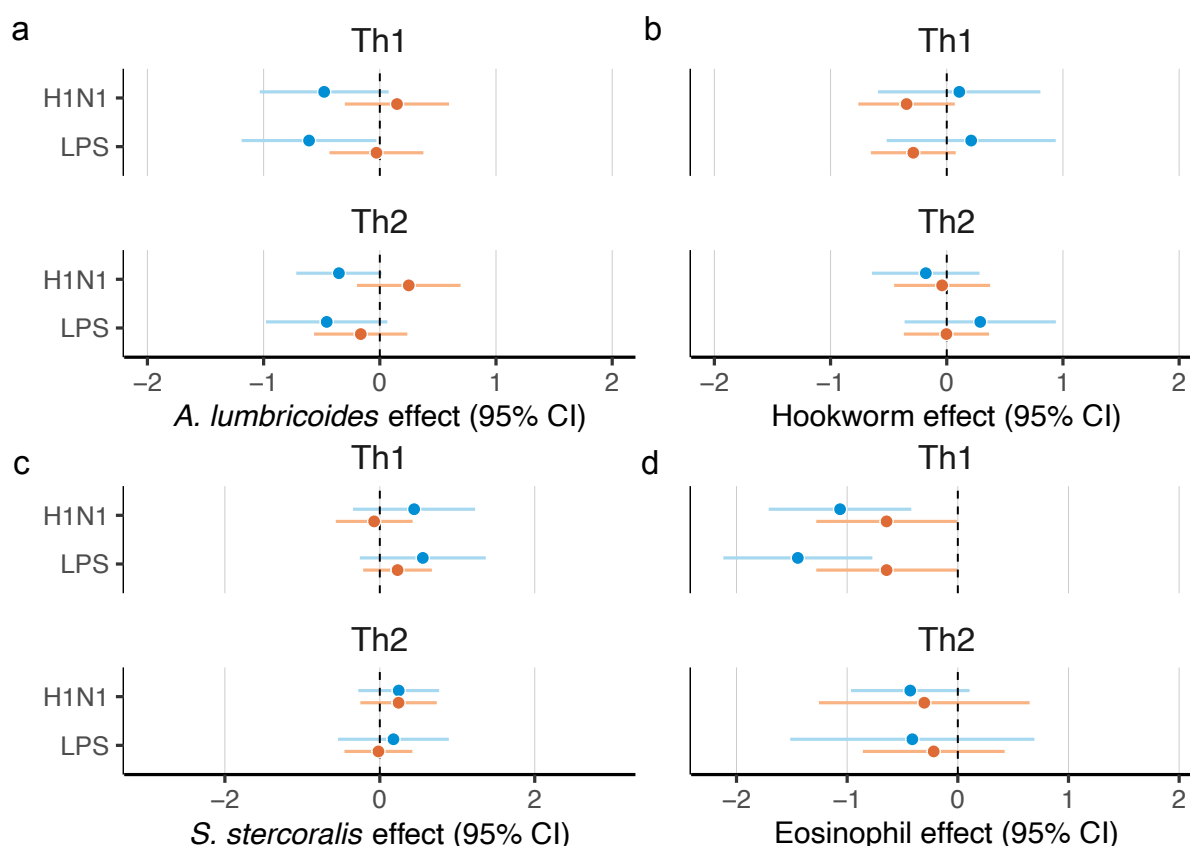 a
Th1
H1N1
LPS
Th2
H1N1
LPS
−2 −1 0 1 2
A. lumbricoides effect (95% CI)
b
Th1
Th2
−2 −1 0 1 2
Hookworm effect (95% CI)
c
Th1
H1N1
LPS
Th2
H1N1
LPS
−2 0 2
S. stercoralis effect (95% CI)
d
Th1
Th2
−2 −1 0 1 2
Eosinophil effect (95% CI)